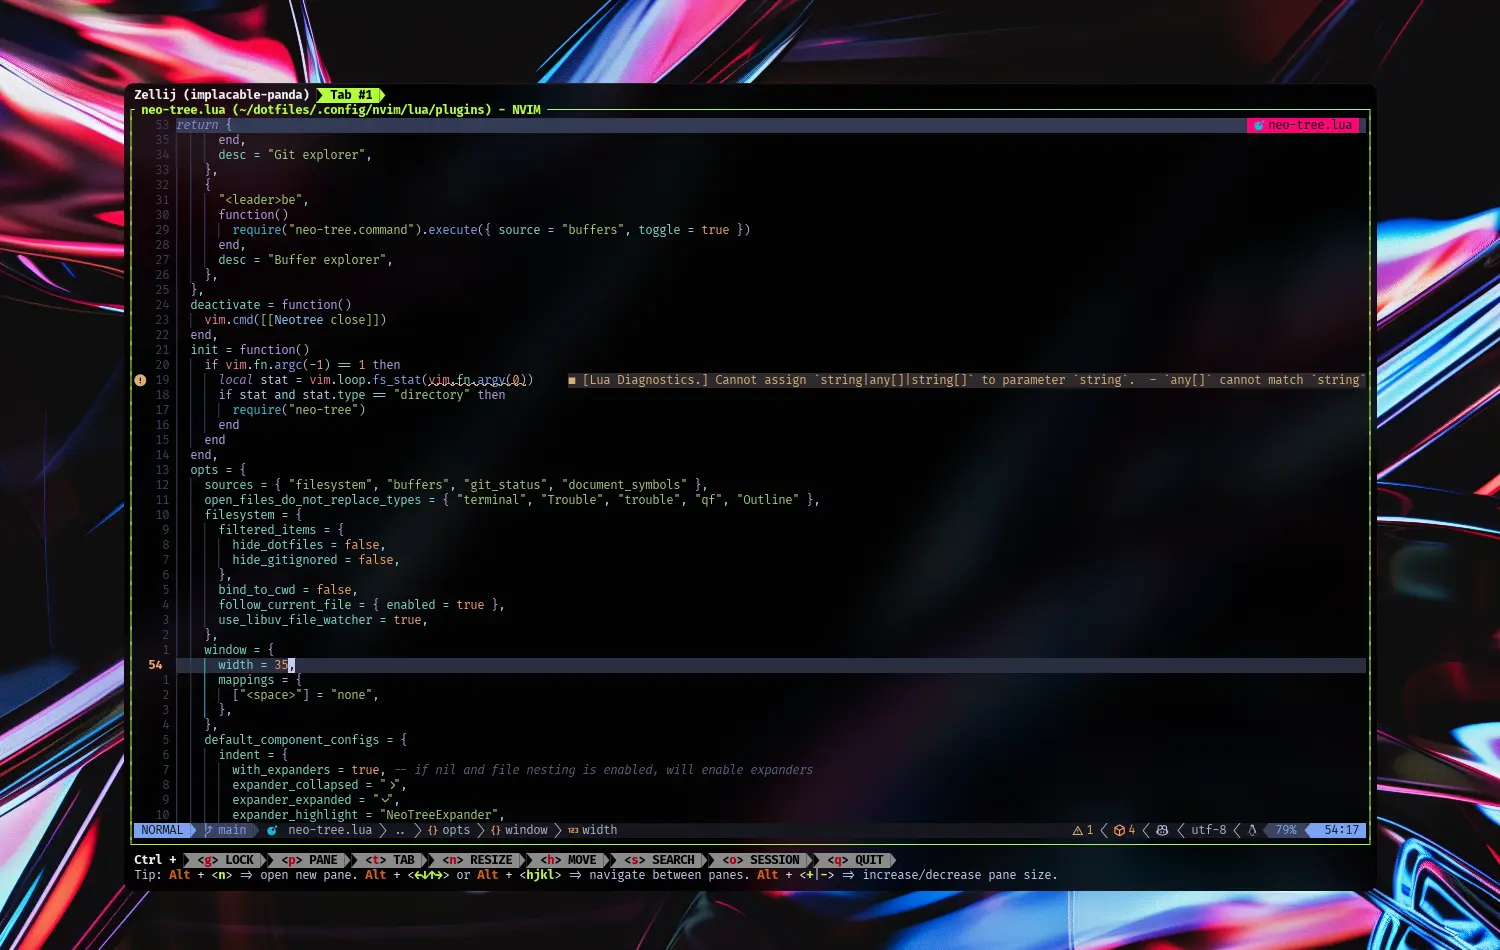 Zellij (implacable-panda) Tab #1
neo-tree.lua (~/dotfiles/.config/nvim/lua/plugins) - NVIM
53 return { neo-tree.lua
35 end,
34 desc = "Git explorer",
33 },
32 {
31 "<leader>be",
30 function()
29 require("neo-tree.command").execute({ source = "buffers", toggle = true })
28 end,
27 desc = "Buffer explorer",
26 },
25 },
24 deactivate = function()
23 vim.cmd([[Neotree close]])
22 end,
21 init = function()
20 if vim.fn.argc(-1) == 1 then
19 local stat = vim.loop.fs_stat(vim.fn.argv(0)) ■ [Lua Diagnostics.] Cannot assign `string|any[]|string[]` to parameter `string`. - `any[]` cannot match `string`
18 if stat and stat.type == "directory" then
17 require("neo-tree")
16 end
15 end
14 end,
13 opts = {
12 sources = { "filesystem", "buffers", "git_status", "document_symbols" },
11 open_files_do_not_replace_types = { "terminal", "Trouble", "trouble", "qf", "Outline" },
10 filesystem = {
9 filtered_items = {
8 hide_dotfiles = false,
7 hide_gitignored = false,
6 },
5 bind_to_cwd = false,
4 follow_current_file = { enabled = true },
3 use_libuv_file_watcher = true,
2 },
1 window = {
54 width = 35,
1 mappings = {
2 ["<space>"] = "none",
3 },
4 },
5 default_component_configs = {
6 indent = {
7 with_expanders = true, -- if nil and file nesting is enabled, will enable expanders
8 expander_collapsed = "",
9 expander_expanded = "",
10 expander_highlight = "NeoTreeExpander",
NORMAL main neo-tree.lua > .. > {} opts > {} window > 123 width 1 < 4 < < utf-8 < 79% 54:17
Ctrl + <g> LOCK <p> PANE <t> TAB <n> RESIZE <h> MOVE <s> SEARCH <o> SESSION <q> QUIT
Tip: Alt + <n> => open new pane. Alt + <←↓↑→> or Alt + <hjkl> => navigate between panes. Alt + <+|-> => increase/decrease pane size.